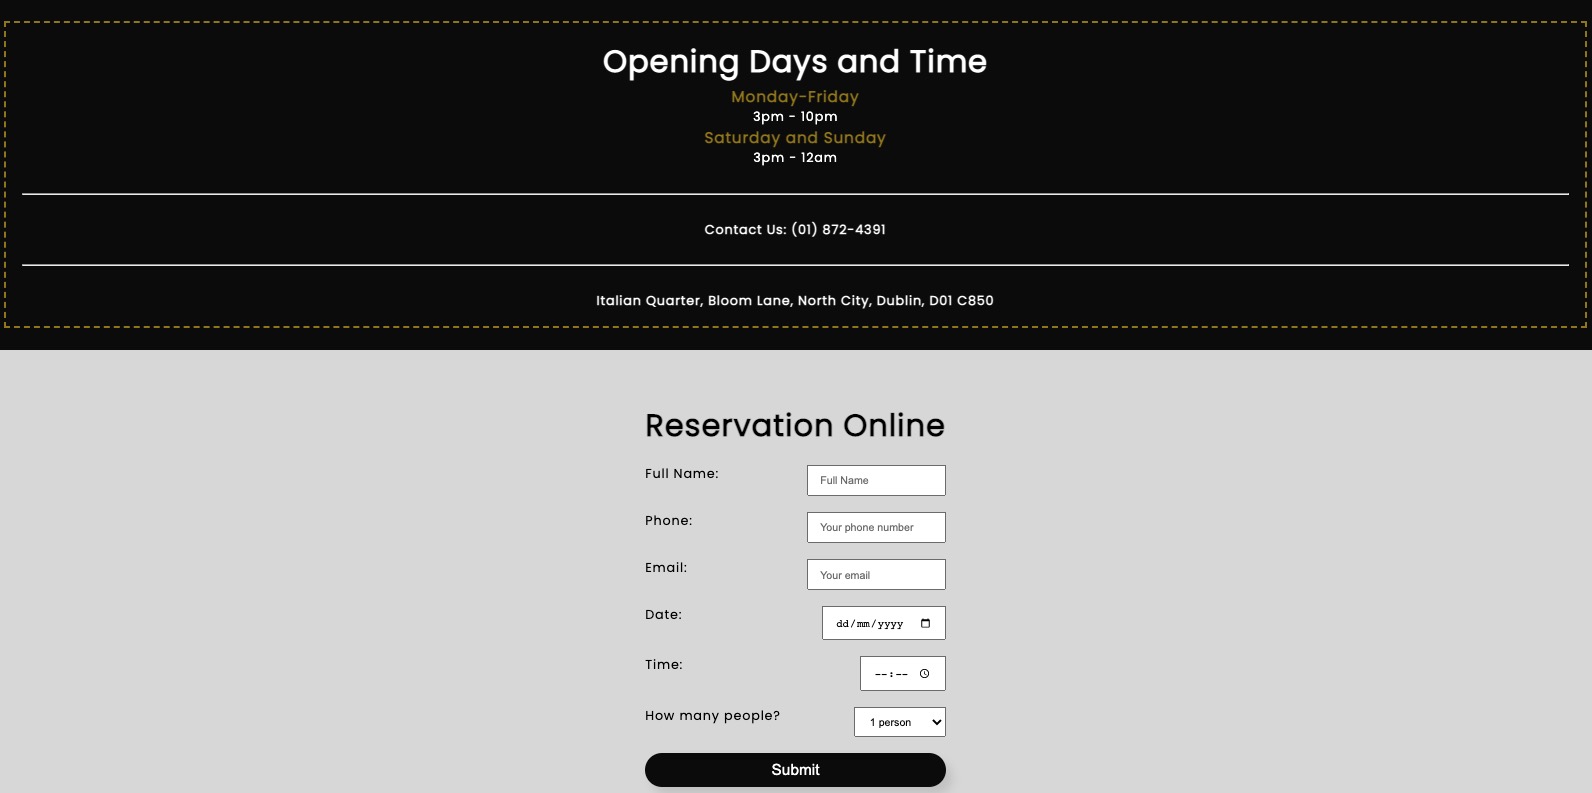 Opening Days and Time
Monday-Friday
3pm - 10pm
Saturday and Sunday
3pm - 12am
Contact Us: (01) 872-4391
Italian Quarter, Bloom Lane, North City, Dublin, D01 C850
Reservation Online
Full Name: Full Name
Phone: Your phone number
Email: Your email
Date: dd/mm/yyyy
Time: --:--
How many people? 1 person
Submit